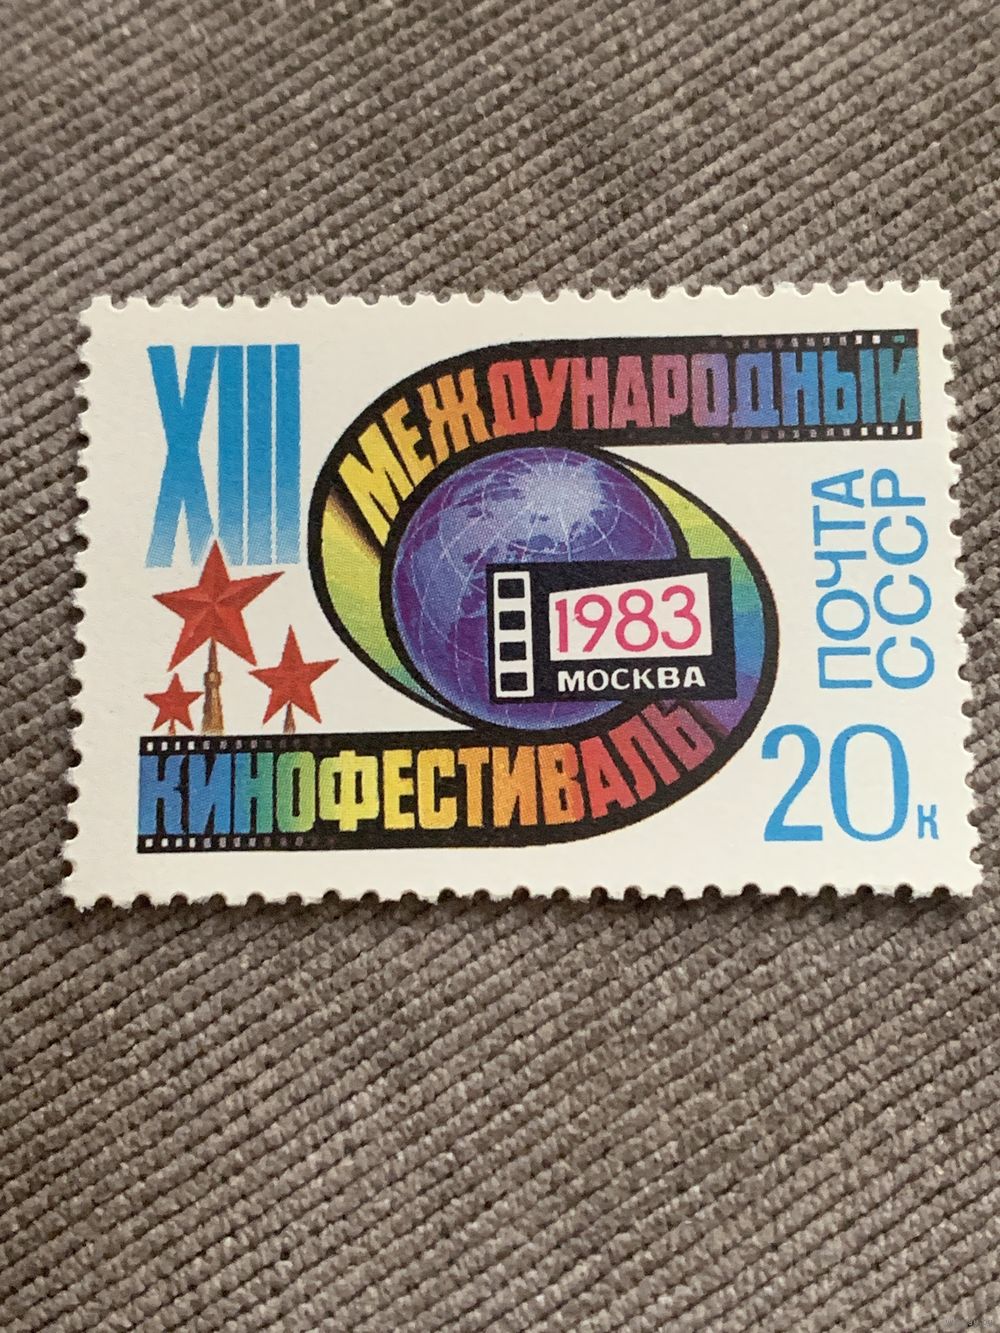 XIII
МЕЖДУНАРОДНЫЙ
КИНОФЕСТИВАЛЬ
1983
МОСКВА
ПОЧТА
СССР
20к